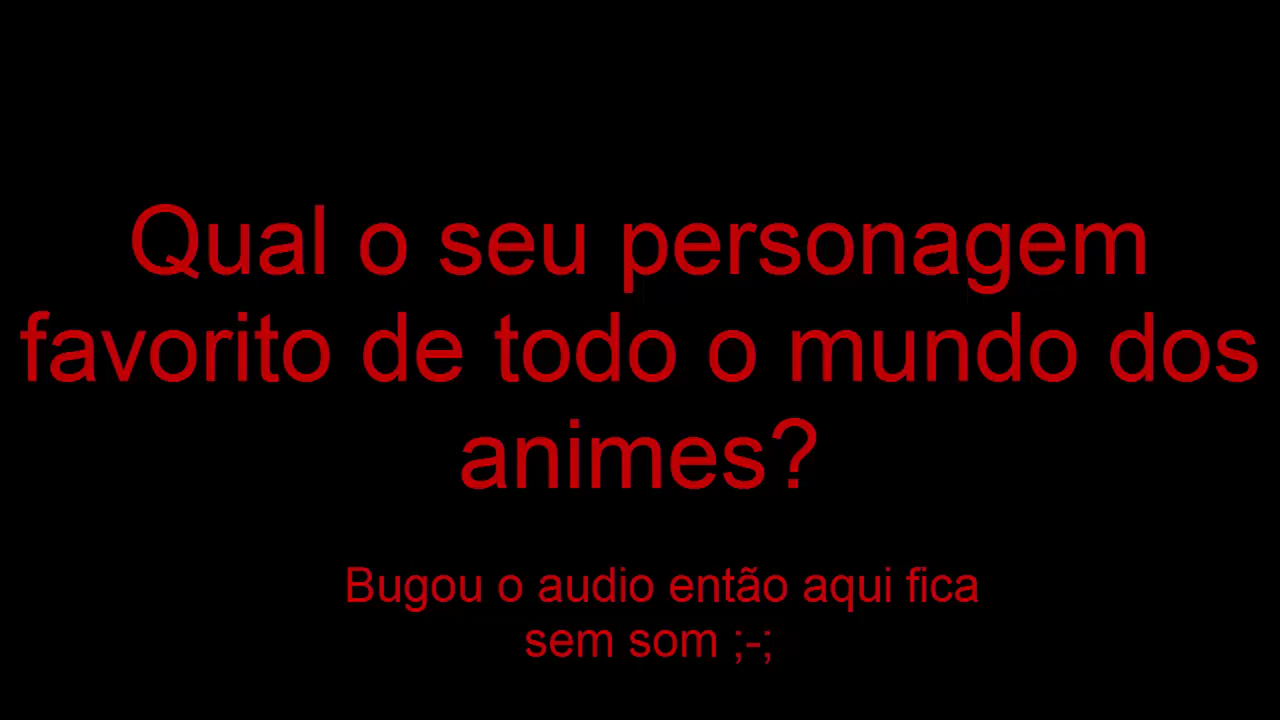 Qual o seu personagem
favorito de todo o mundo dos
animes?
Bugou o audio então aqui fica
sem som ;-;